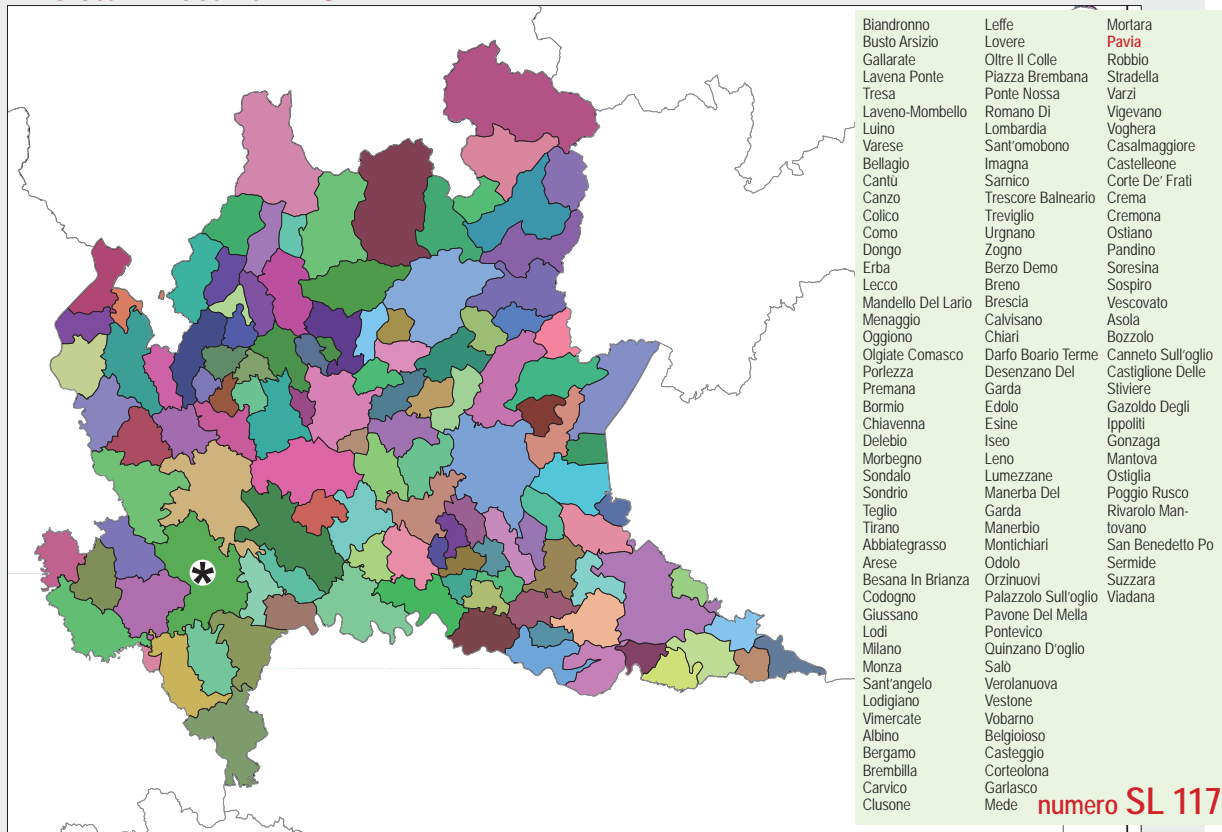 Biandronno
Busto Arsizio
Gallarate
Lavena Ponte
Tresa
Laveno-Mombello
Luino
Varese
Bellagio
Cantù
Canzo
Colico
Como
Dongo
Erba
Lecco
Mandello Del Lario
Menaggio
Oggiono
Olgiate Comasco
Porlezza
Premana
Bormio
Chiavenna
Delebio
Morbegno
Sondalo
Sondrio
Teglio
Tirano
Abbiategrasso
Arese
Besana In Brianza
Codogno
Giussano
Lodi
Milano
Monza
Sant'angelo
Lodigiano
Vimercate
Albino
Bergamo
Brembilla
Carvico
Clusone
Leffe
Lovere
Oltre Il Colle
Piazza Brembana
Ponte Nossa
Romano Di
Lombardia
Sant'omobono
Imagna
Sarnico
Trescore Balneario
Treviglio
Urgnano
Zogno
Berzo Demo
Breno
Brescia
Calvisano
Chiari
Darfo Boario Terme
Desenzano Del
Garda
Edolo
Esine
Iseo
Leno
Lumezzane
Manerba Del
Garda
Manerbio
Montichiari
Odolo
Orzinuovi
Palazzolo Sull'oglio
Pavone Del Mella
Pontevico
Quinzano D'oglio
Salò
Verolanuova
Vestone
Vobarno
Belgioioso
Casteggio
Corteolona
Garlasco
Mede
Mortara
Pavia
Robbio
Stradella
Varzi
Vigevano
Voghera
Casalmaggiore
Castelleone
Corte De' Frati
Crema
Cremona
Ostiano
Pandino
Soresina
Sospiro
Vescovato
Asola
Bozzolo
Canneto Sull'oglio
Castiglione Delle
Stiviere
Gazoldo Degli
Ippoliti
Gonzaga
Mantova
Ostiglia
Poggio Rusco
Rivarolo Man-
tovano
San Benedetto Po
Sermide
Suzzara
Viadana
numero SL 117